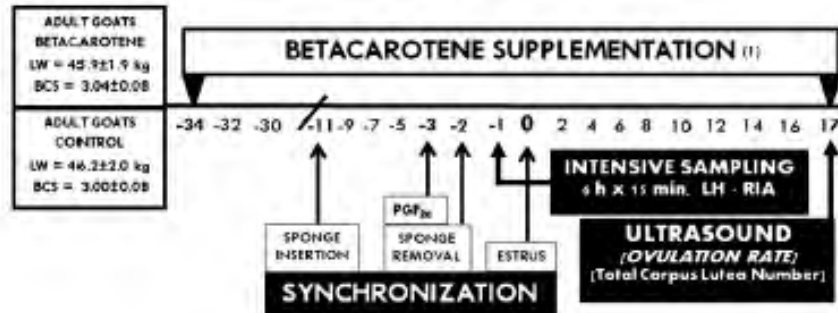 ADULT GOATS
BETACAROTENE
LW = 45.9±1.9 kg
BCS = 3.04±0.08
BETACAROTENE SUPPLEMENTATION (1)
ADULT GOATS
CONTROL
LW = 46.2±2.0 kg
BCS = 3.00±0.08
-34 -32 -30 -11 -9 -7 -5 -3 -2 -1 0 2 4 6 8 10 12 14 16 17
INTENSIVE SAMPLING
6 h x 15 min. LH - RIA
PGF2α
SPONGE
INSERTION
SPONGE
REMOVAL
ESTRUS
ULTRASOUND
[OVULATION RATE]
[Total Corpus Lutea Number]
SYNCHRONIZATION